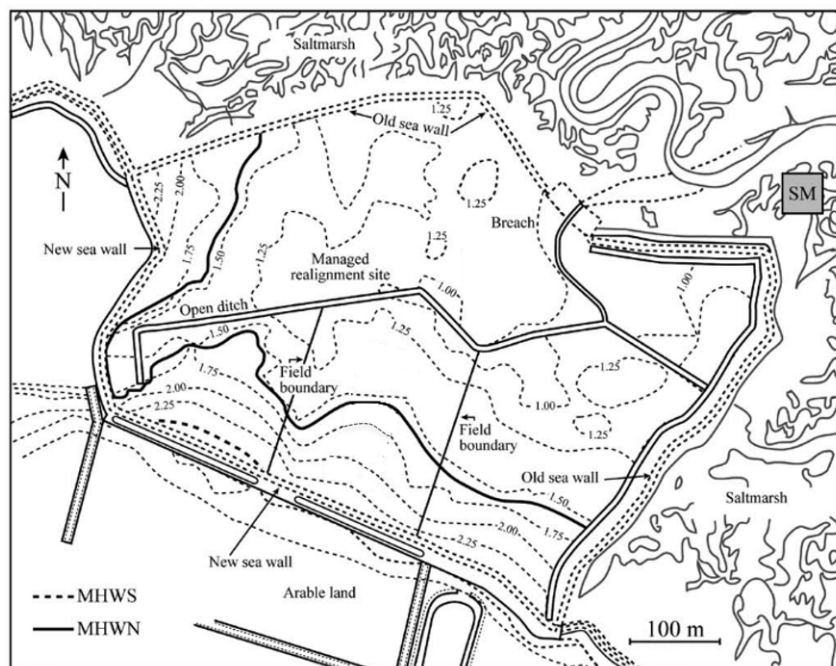 Saltmarsh
1.25
Old sea wall
2.25
2.00
N
SM
1.25
Breach
New sea wall
1.75
1.50
1.25
1.25
Managed
realignment site
1.00
1.00
Open ditch
1.50
1.25
Field
boundary
1.75
1.25
2.00
1.00
2.25
Field
boundary
1.25
Old sea wall
1.50
Saltmarsh
2.00
1.75
2.25
New sea wall
MHWS
Arable land
MHWN
100 m